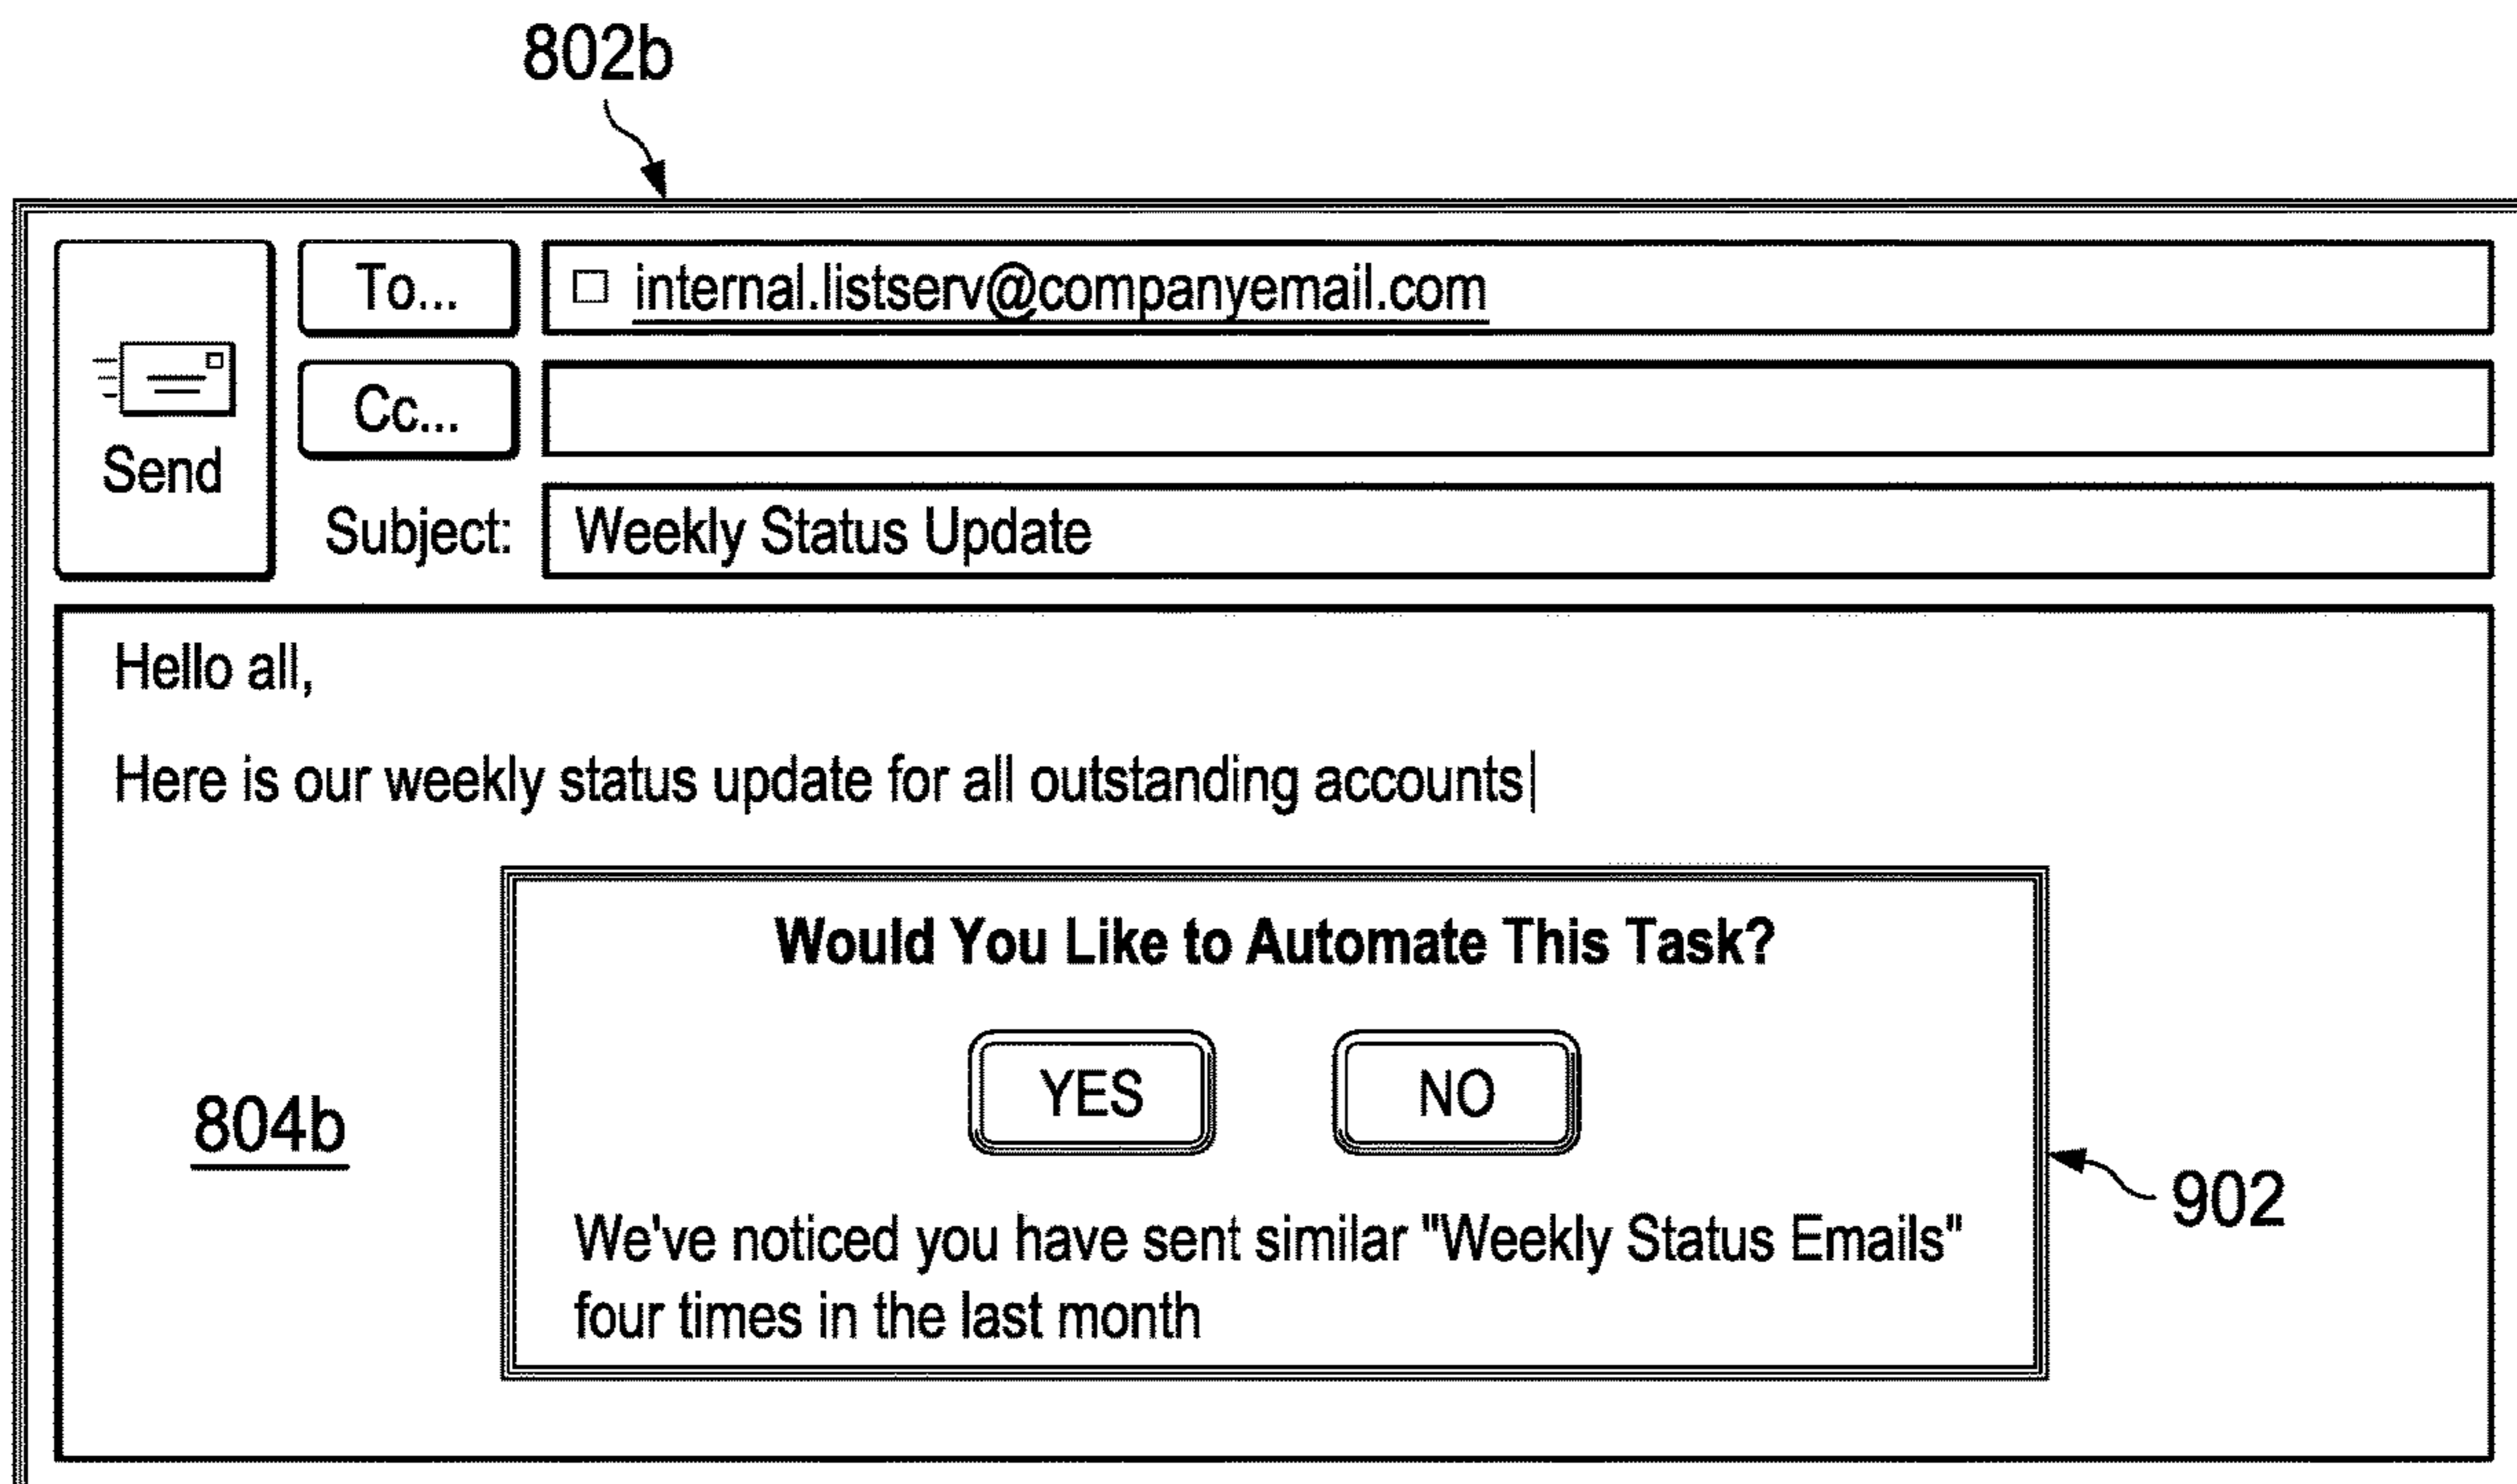 802b
To...
internal.listserv@companyemail.com
Cc...
Send
Subject:
Weekly Status Update
Hello all,
Here is our weekly status update for all outstanding accounts
Would You Like to Automate This Task?
YES
NO
804b
902
We've noticed you have sent similar "Weekly Status Emails"
four times in the last month